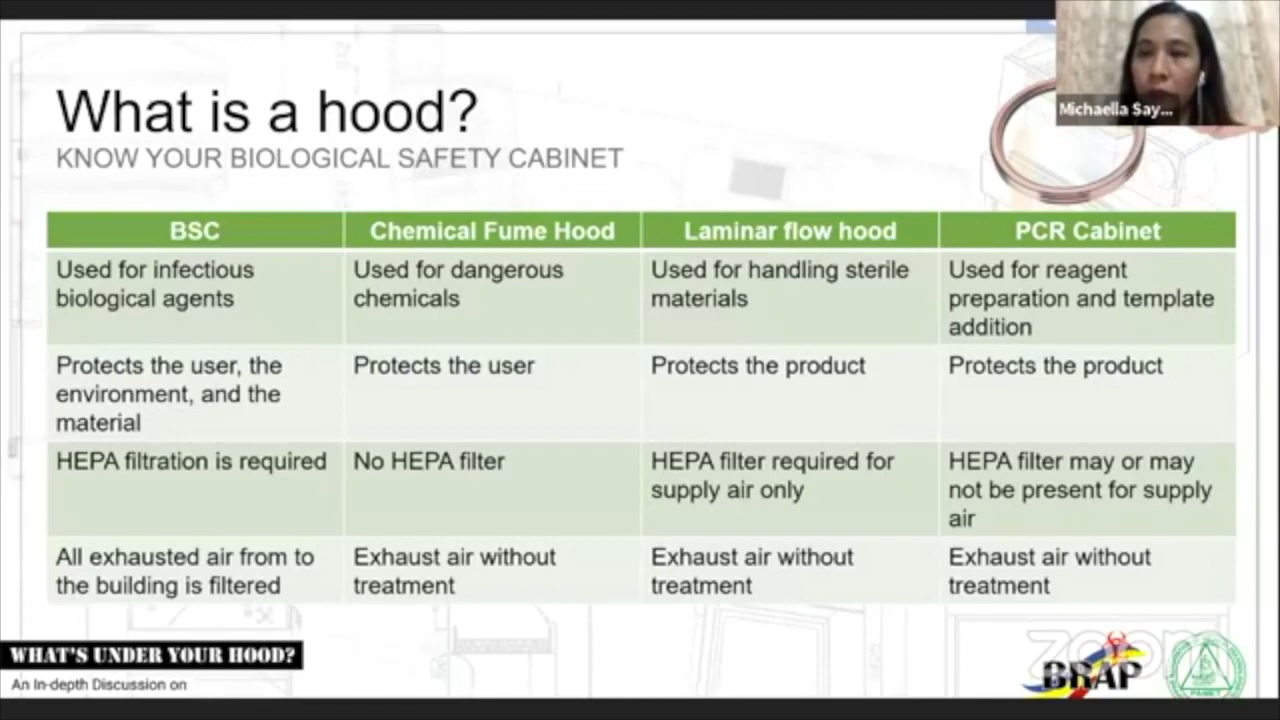 Michaella Say...
What is a hood?
KNOW YOUR BIOLOGICAL SAFETY CABINET
BSC
Chemical Fume Hood
Laminar flow hood
PCR Cabinet
Used for infectious
biological agents
Used for dangerous
chemicals
Used for handling sterile
materials
Used for reagent
preparation and template
addition
Protects the user, the
environment, and the
material
Protects the user
Protects the product
Protects the product
HEPA filtration is required
No HEPA filter
HEPA filter required for
supply air only
HEPA filter may or may
not be present for supply
air
All exhausted air from to
the building is filtered
Exhaust air without
treatment
Exhaust air without
treatment
Exhaust air without
treatment
WHAT'S UNDER YOUR HOOD?
An In-depth Discussion on
zoom
BRAP